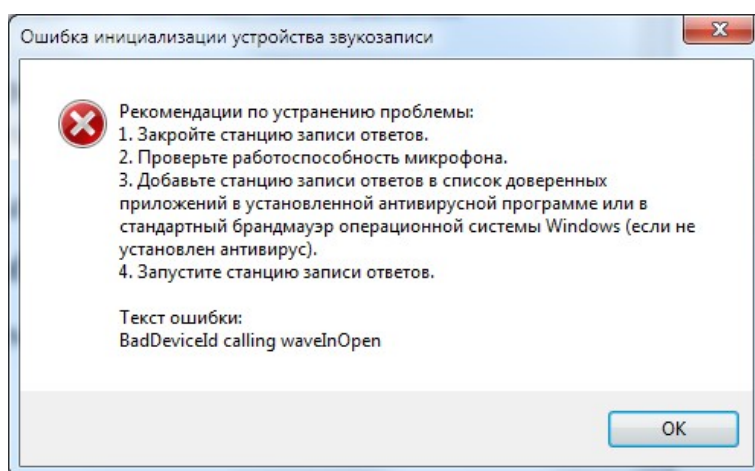 Ошибка инициализации устройства звукозаписи
Рекомендации по устранению проблемы:
1. Закройте станцию записи ответов.
2. Проверьте работоспособность микрофона.
3. Добавьте станцию записи ответов в список доверенных
приложений в установленной антивирусной программе или в
стандартный брандмауэр операционной системы Windows (если не
установлен антивирус).
4. Запустите станцию записи ответов.
Текст ошибки:
BadDeviceId calling waveInOpen
OK